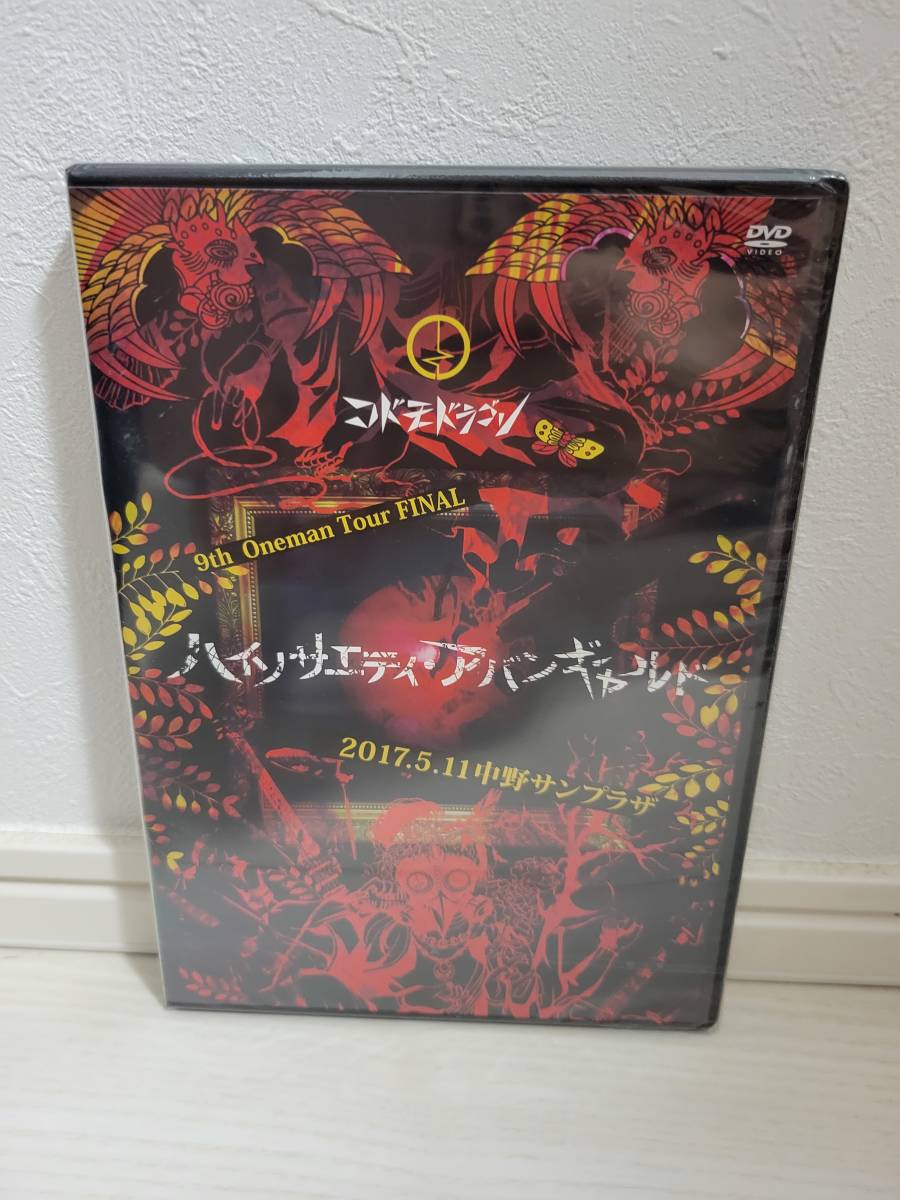 DVD
VIDEO
コドモドラゴン
9th Oneman Tour FINAL
ハイソサエティ・アバンギャルド
2017.5.11中野サンプラザ